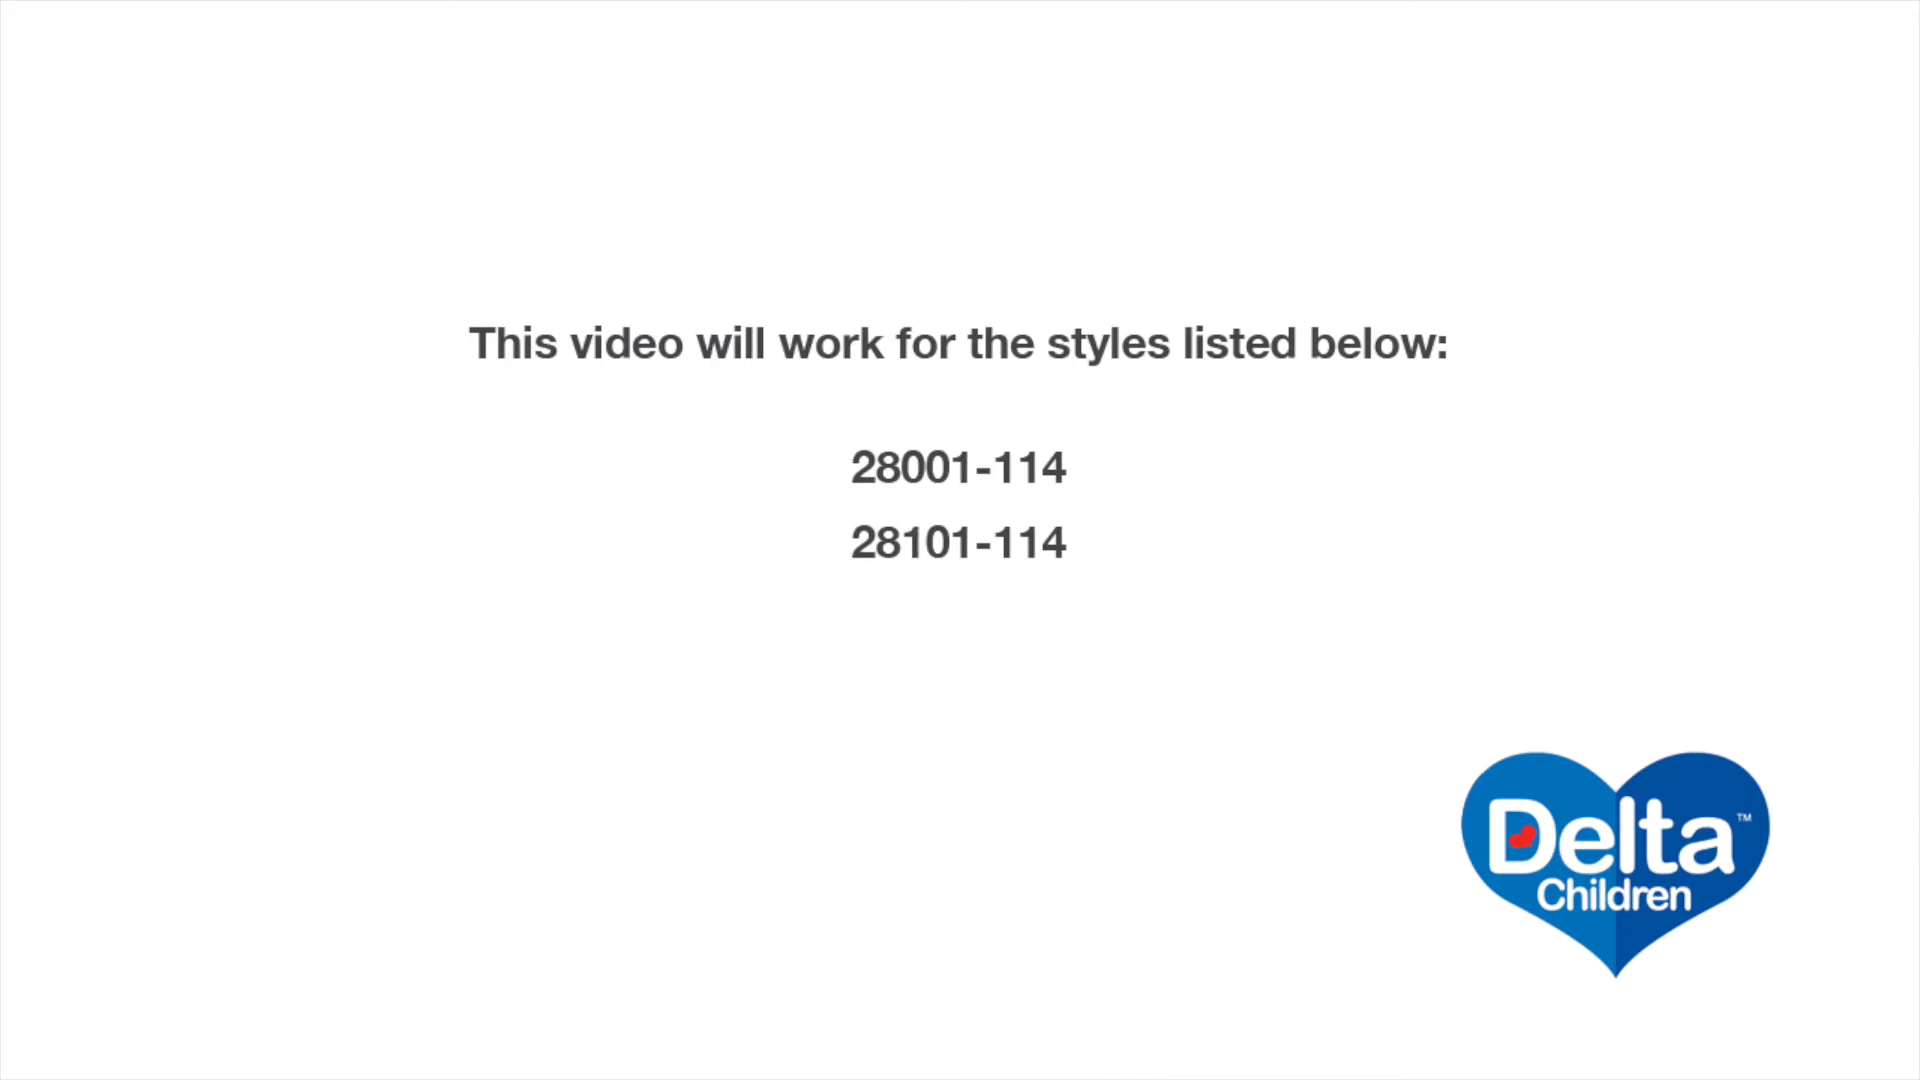 This video will work for the styles listed below:
28001-114
28101-114
Delta™
Children